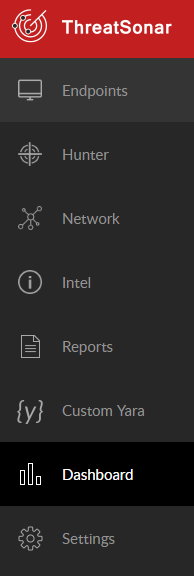 ThreatSonar
Endpoints
Hunter
Network
Intel
Reports
{y} Custom Yara
Dashboard
Settings